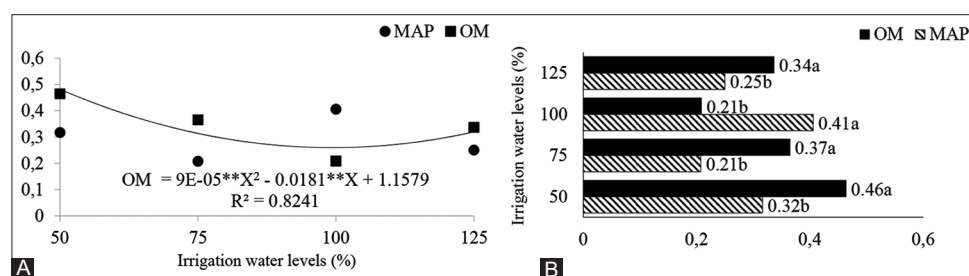 MAP OM
0,6
0,5
0,4
0,3
0,2
0,1
0
OM = 9E-05**X² - 0.0181**X + 1.1579
R² = 0.8241
50 75 100 125
Irrigation water levels (%)
A
OM MAP
Irrigation water levels (%)
125
100
75
50
0.34a
0.25b
0.21b
0.41a
0.37a
0.21b
0.46a
0.32b
0 0,2 0,4 0,6
B